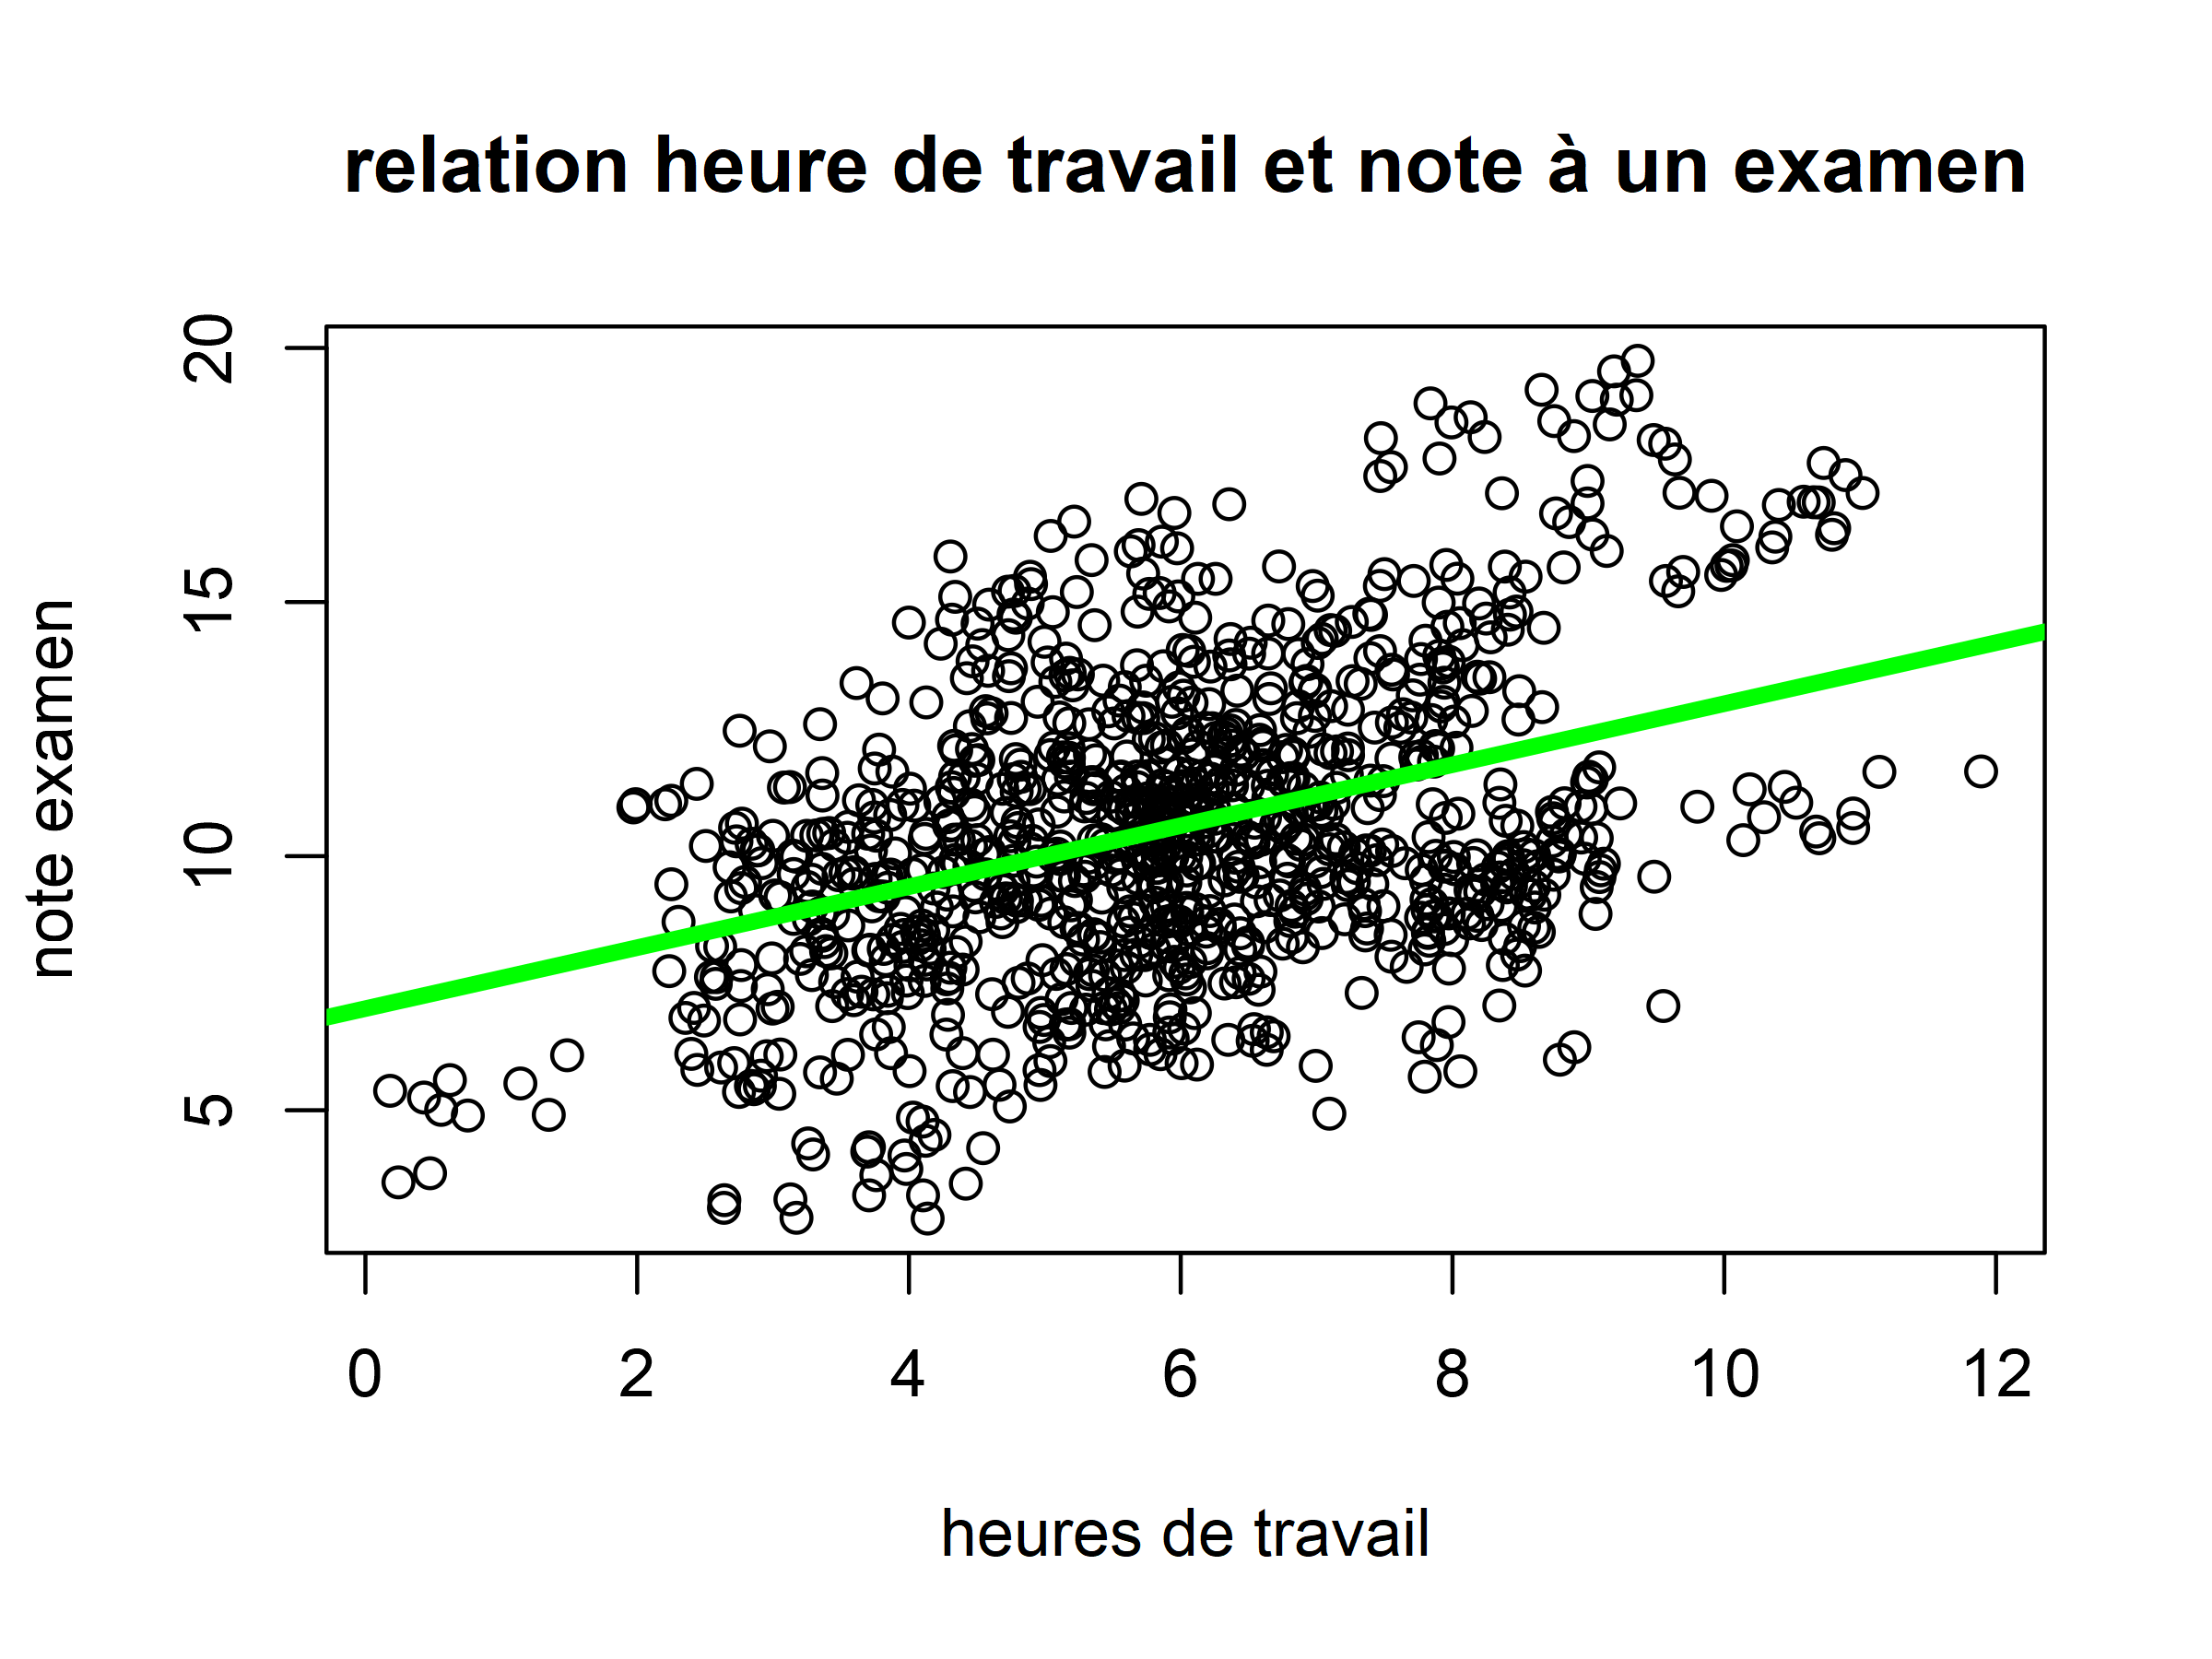 relation heure de travail et note à un examen
note examen
20
15
10
5
0 2 4 6 8 10 12
heures de travail